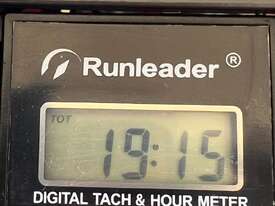 Runleader ®
TOT
19:15
DIGITAL TACH & HOUR METER